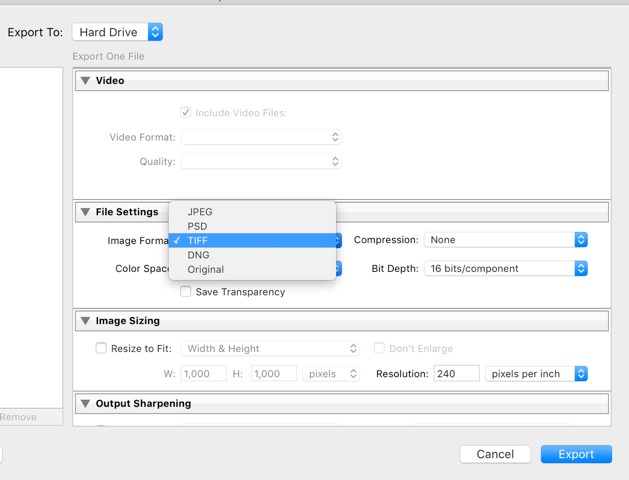 Export To: Hard Drive
Export One File
Video
Include Video Files:
Video Format:
Quality:
File Settings
JPEG
PSD
Image Forma ✓ TIFF Compression: None
DNG
Color Spac Bit Depth: 16 bits/component
Original
Save Transparency
Image Sizing
Resize to Fit: Width & Height Don't Enlarge
W: 1,000 H: 1,000 pixels Resolution: 240 pixels per inch
Output Sharpening
Remove
Cancel Export